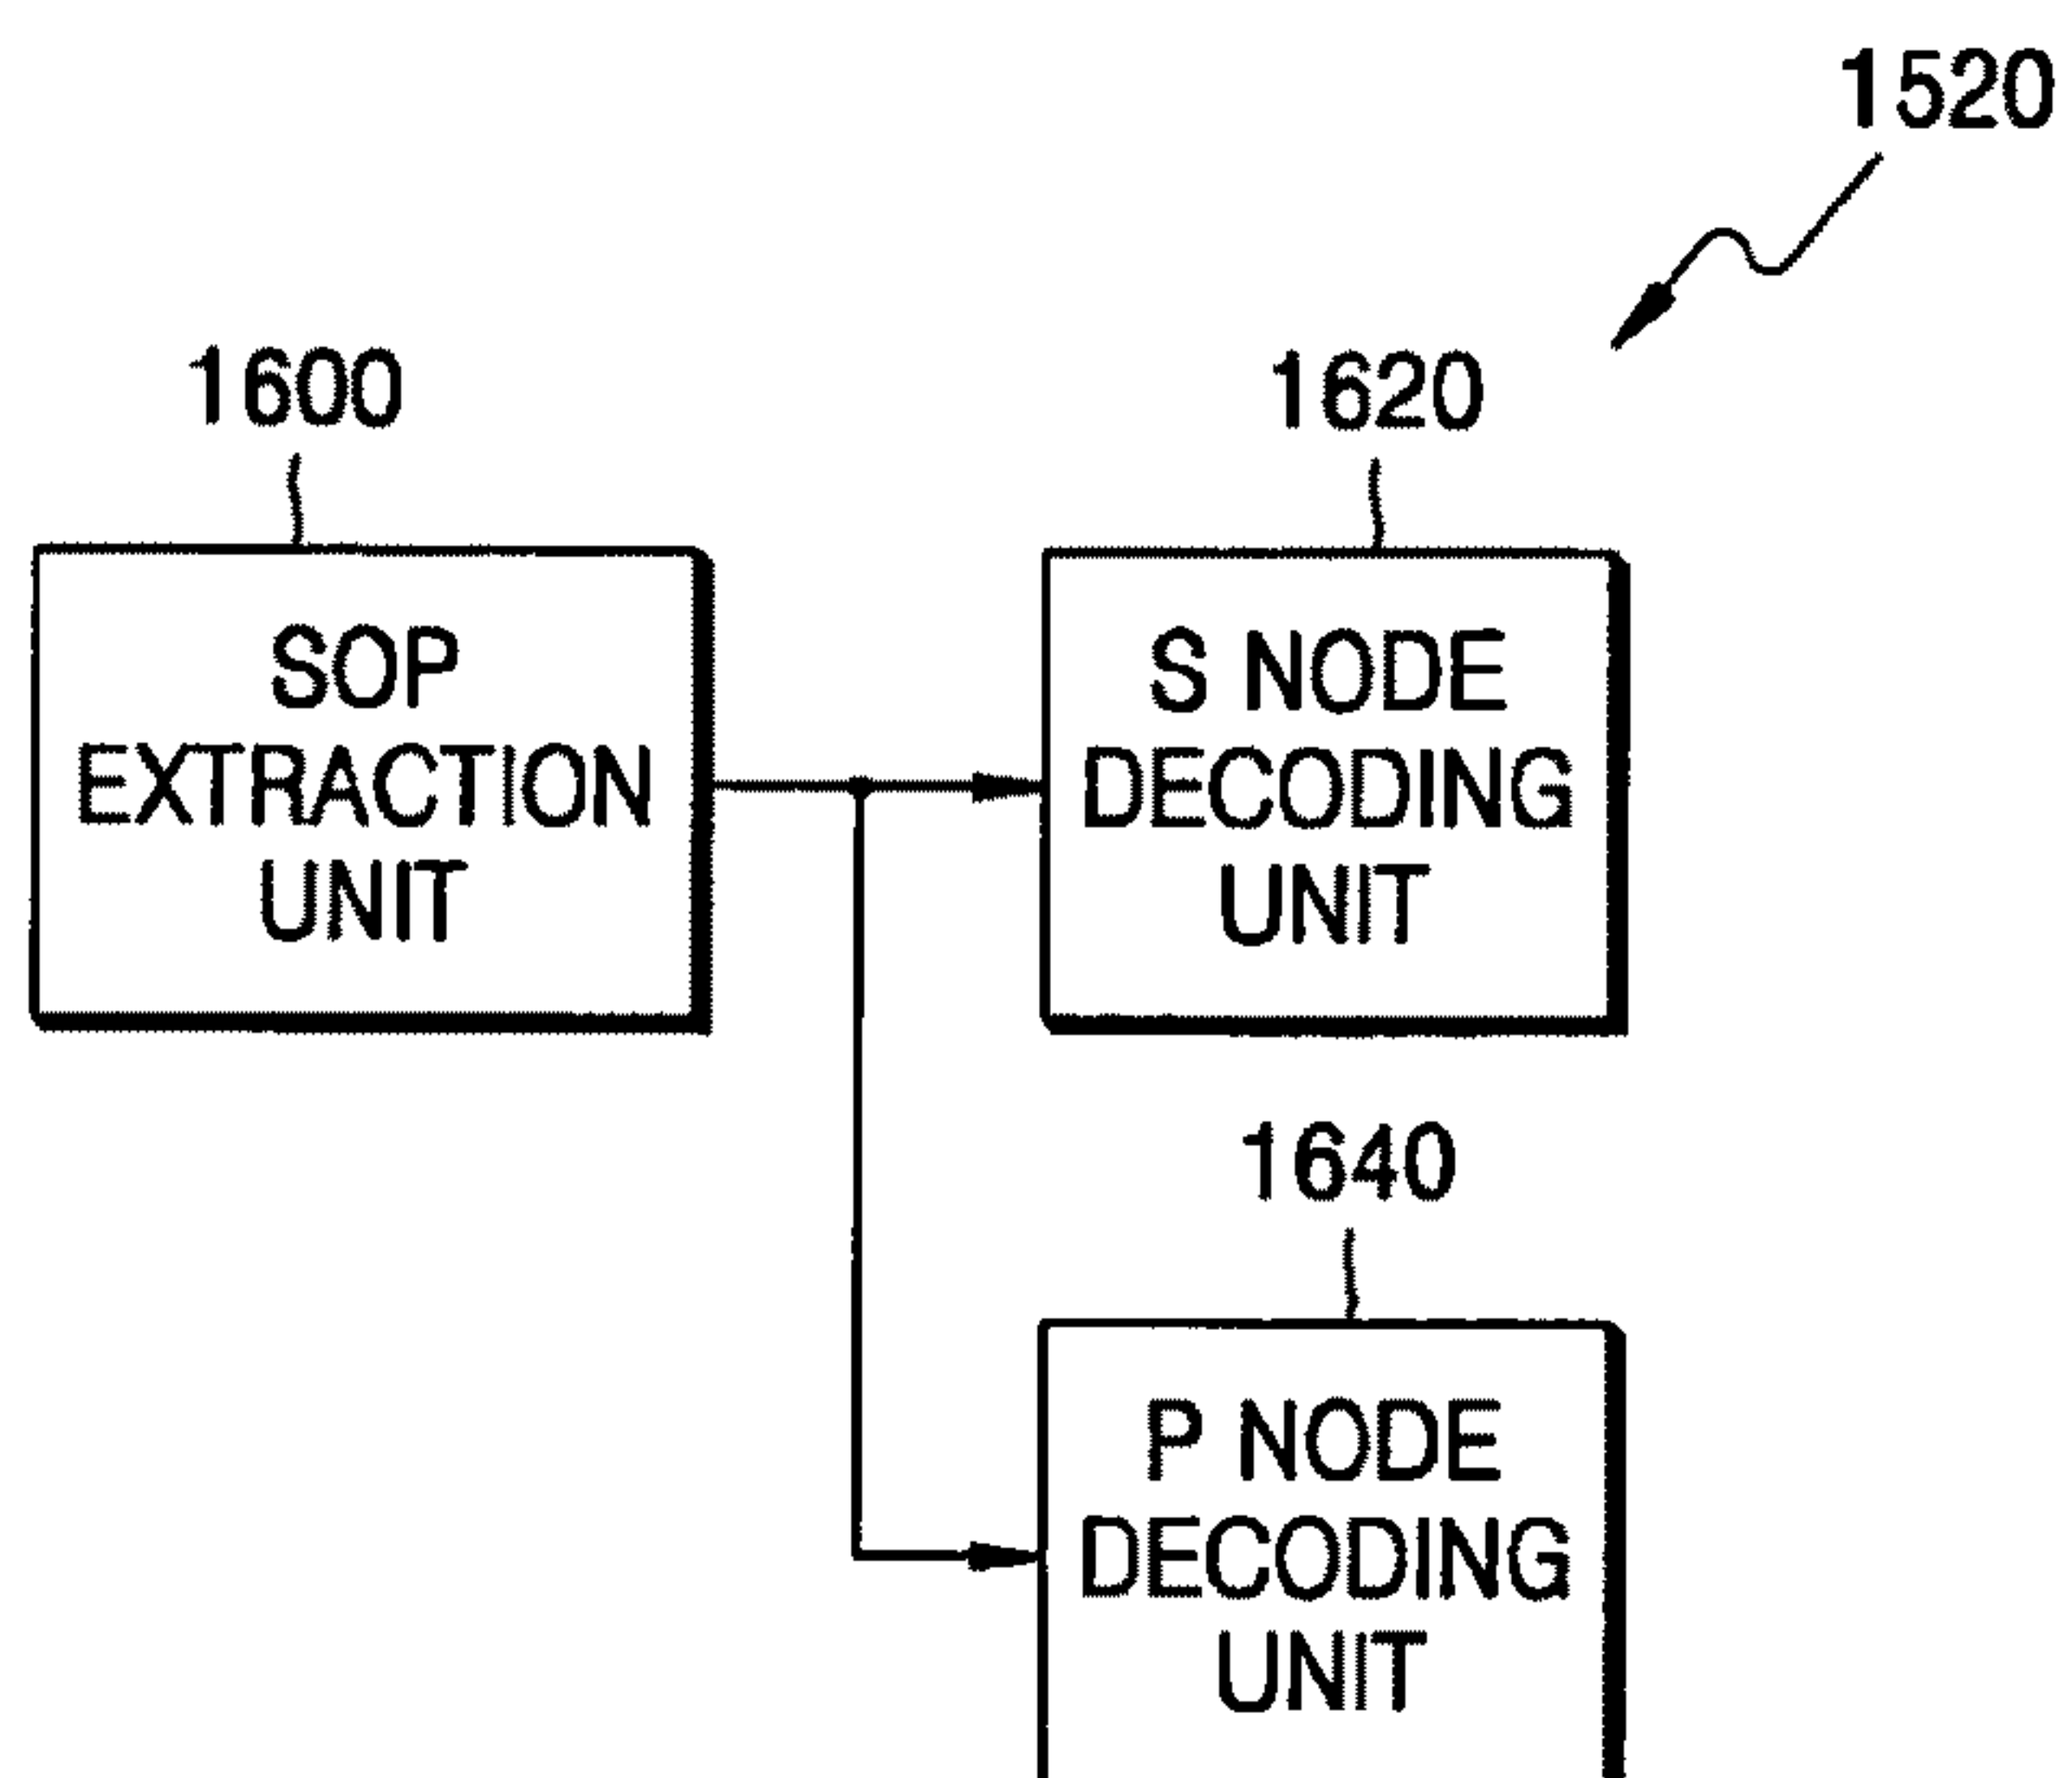 1520
1600
SOP
EXTRACTION
UNIT
1620
S NODE
DECODING
UNIT
1640
P NODE
DECODING
UNIT